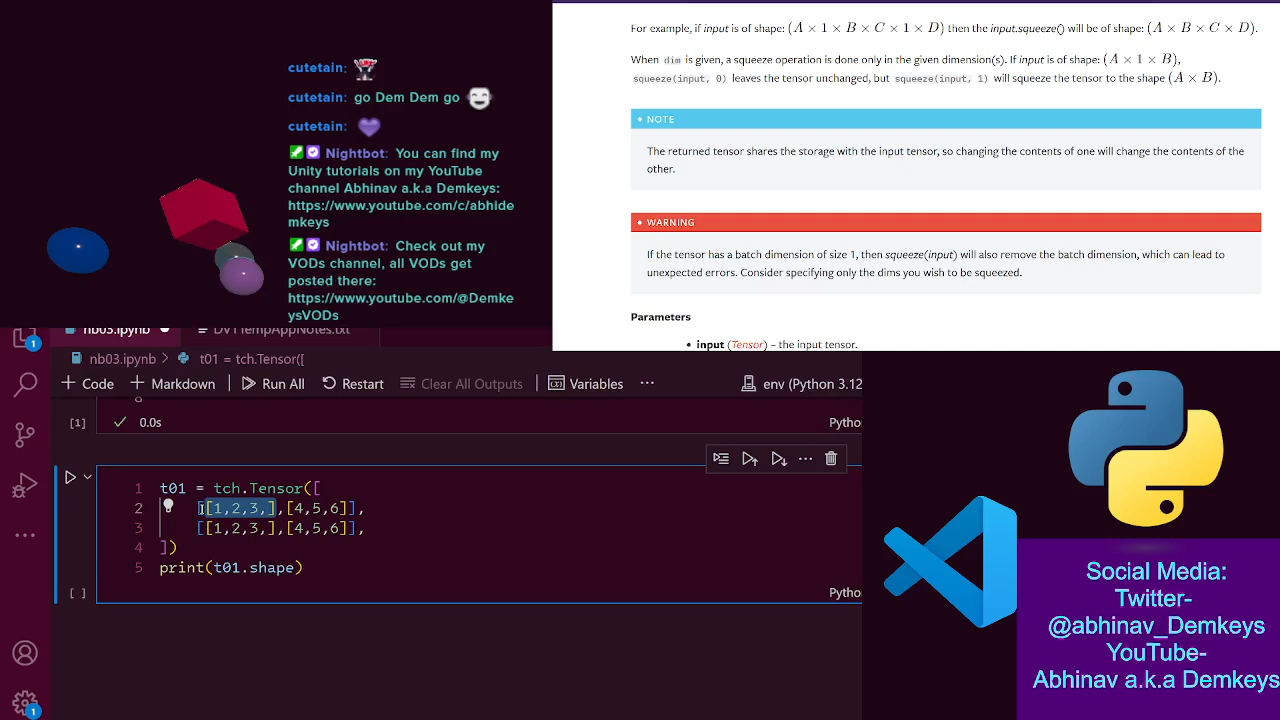 cutetain:
cutetain: go Dem Dem go
cutetain:
Nightbot: You can find my
Unity tutorials on my YouTube
channel Abhinav a.k.a Demkeys:
https://www.youtube.com/c/abhide
mkeys
Nightbot: Check out my
VODs channel, all VODs get
posted there:
https://www.youtube.com/@Demke
ysVODs
For example, if input is of shape: (A × 1 × B × C × 1 × D) then the input.squeeze() will be of shape: (A × B × C × D).
When dim is given, a squeeze operation is done only in the given dimension(s). If input is of shape: (A × 1 × B),
squeeze(input, 0) leaves the tensor unchanged, but squeeze(input, 1) will squeeze the tensor to the shape (A × B).
NOTE
The returned tensor shares the storage with the input tensor, so changing the contents of one will change the contents of the
other.
WARNING
If the tensor has a batch dimension of size 1, then squeeze(input) will also remove the batch dimension, which can lead to
unexpected errors. Consider specifying only the dims you wish to be squeezed.
Parameters
• input (Tensor) – the input tensor.
nb03.ipynb DVTTempAppNotes.txt
nb03.ipynb > t01 = tch.Tensor([
+ Code + Markdown Run All Restart Clear All Outputs Variables ... env (Python 3.12
8
[1] 0.0s Pytho
1 t01 = tch.Tensor([
2 [[1,2,3,],[4,5,6]],
3 [[1,2,3,],[4,5,6]],
4 ])
5 print(t01.shape)
[ ] Pytho
1
1
Social Media:
Twitter-
@abhinav_Demkeys
YouTube-
Abhinav a.k.a Demkeys